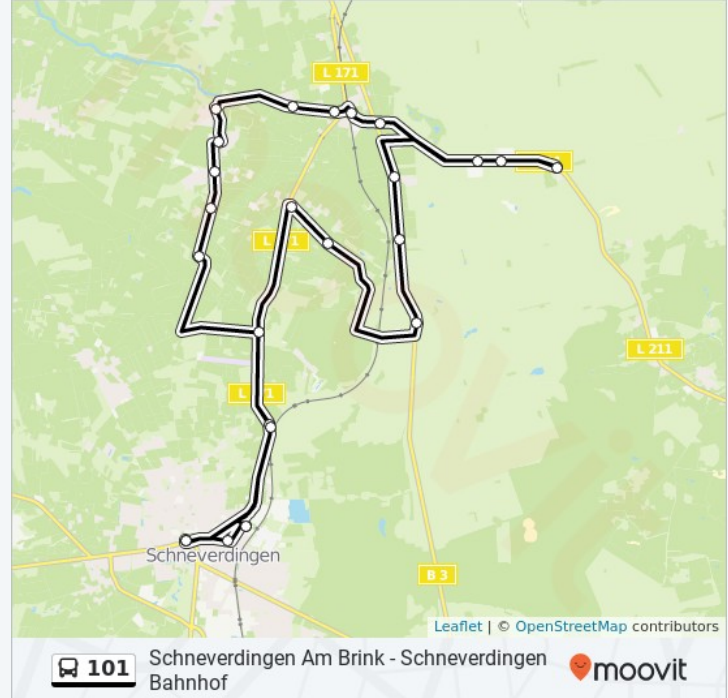 L 171
L 211
Schneverdingen
B 3
Leaflet | © OpenStreetMap contributors
101
Schneverdingen Am Brink - Schneverdingen
Bahnhof
moovit